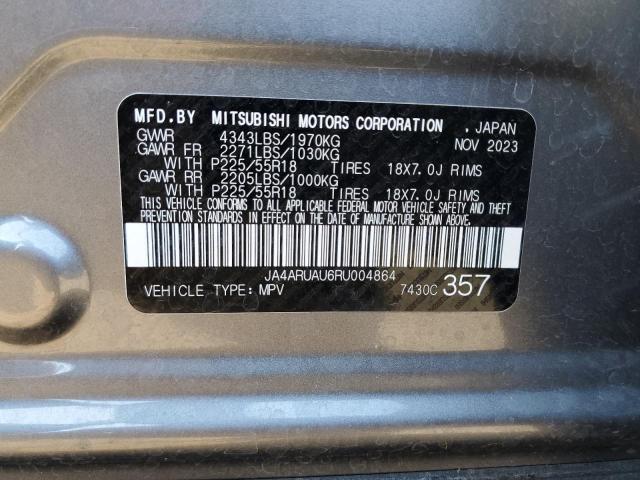 MFD.BY MITSUBISHI MOTORS CORPORATION . JAPAN
GVWR 4343LBS/1970KG NOV 2023
GAWR FR 2271LBS/1030KG
WITH P225/55R18 TIRES 18X7.0J RIMS
GAWR RR 2205LBS/1000KG
WITH P225/55R18 TIRES 18X7.0J RIMS
THIS VEHICLE CONFORMS TO ALL APPLICABLE FEDERAL MOTOR VEHICLE SAFETY AND THEFT
PREVENTION STANDARDS IN EFFECT ON THE DATE OF MANUFACTURE SHOWN ABOVE.
JA4ARUAU6RU004864
VEHICLE TYPE: MPV 7430C 357